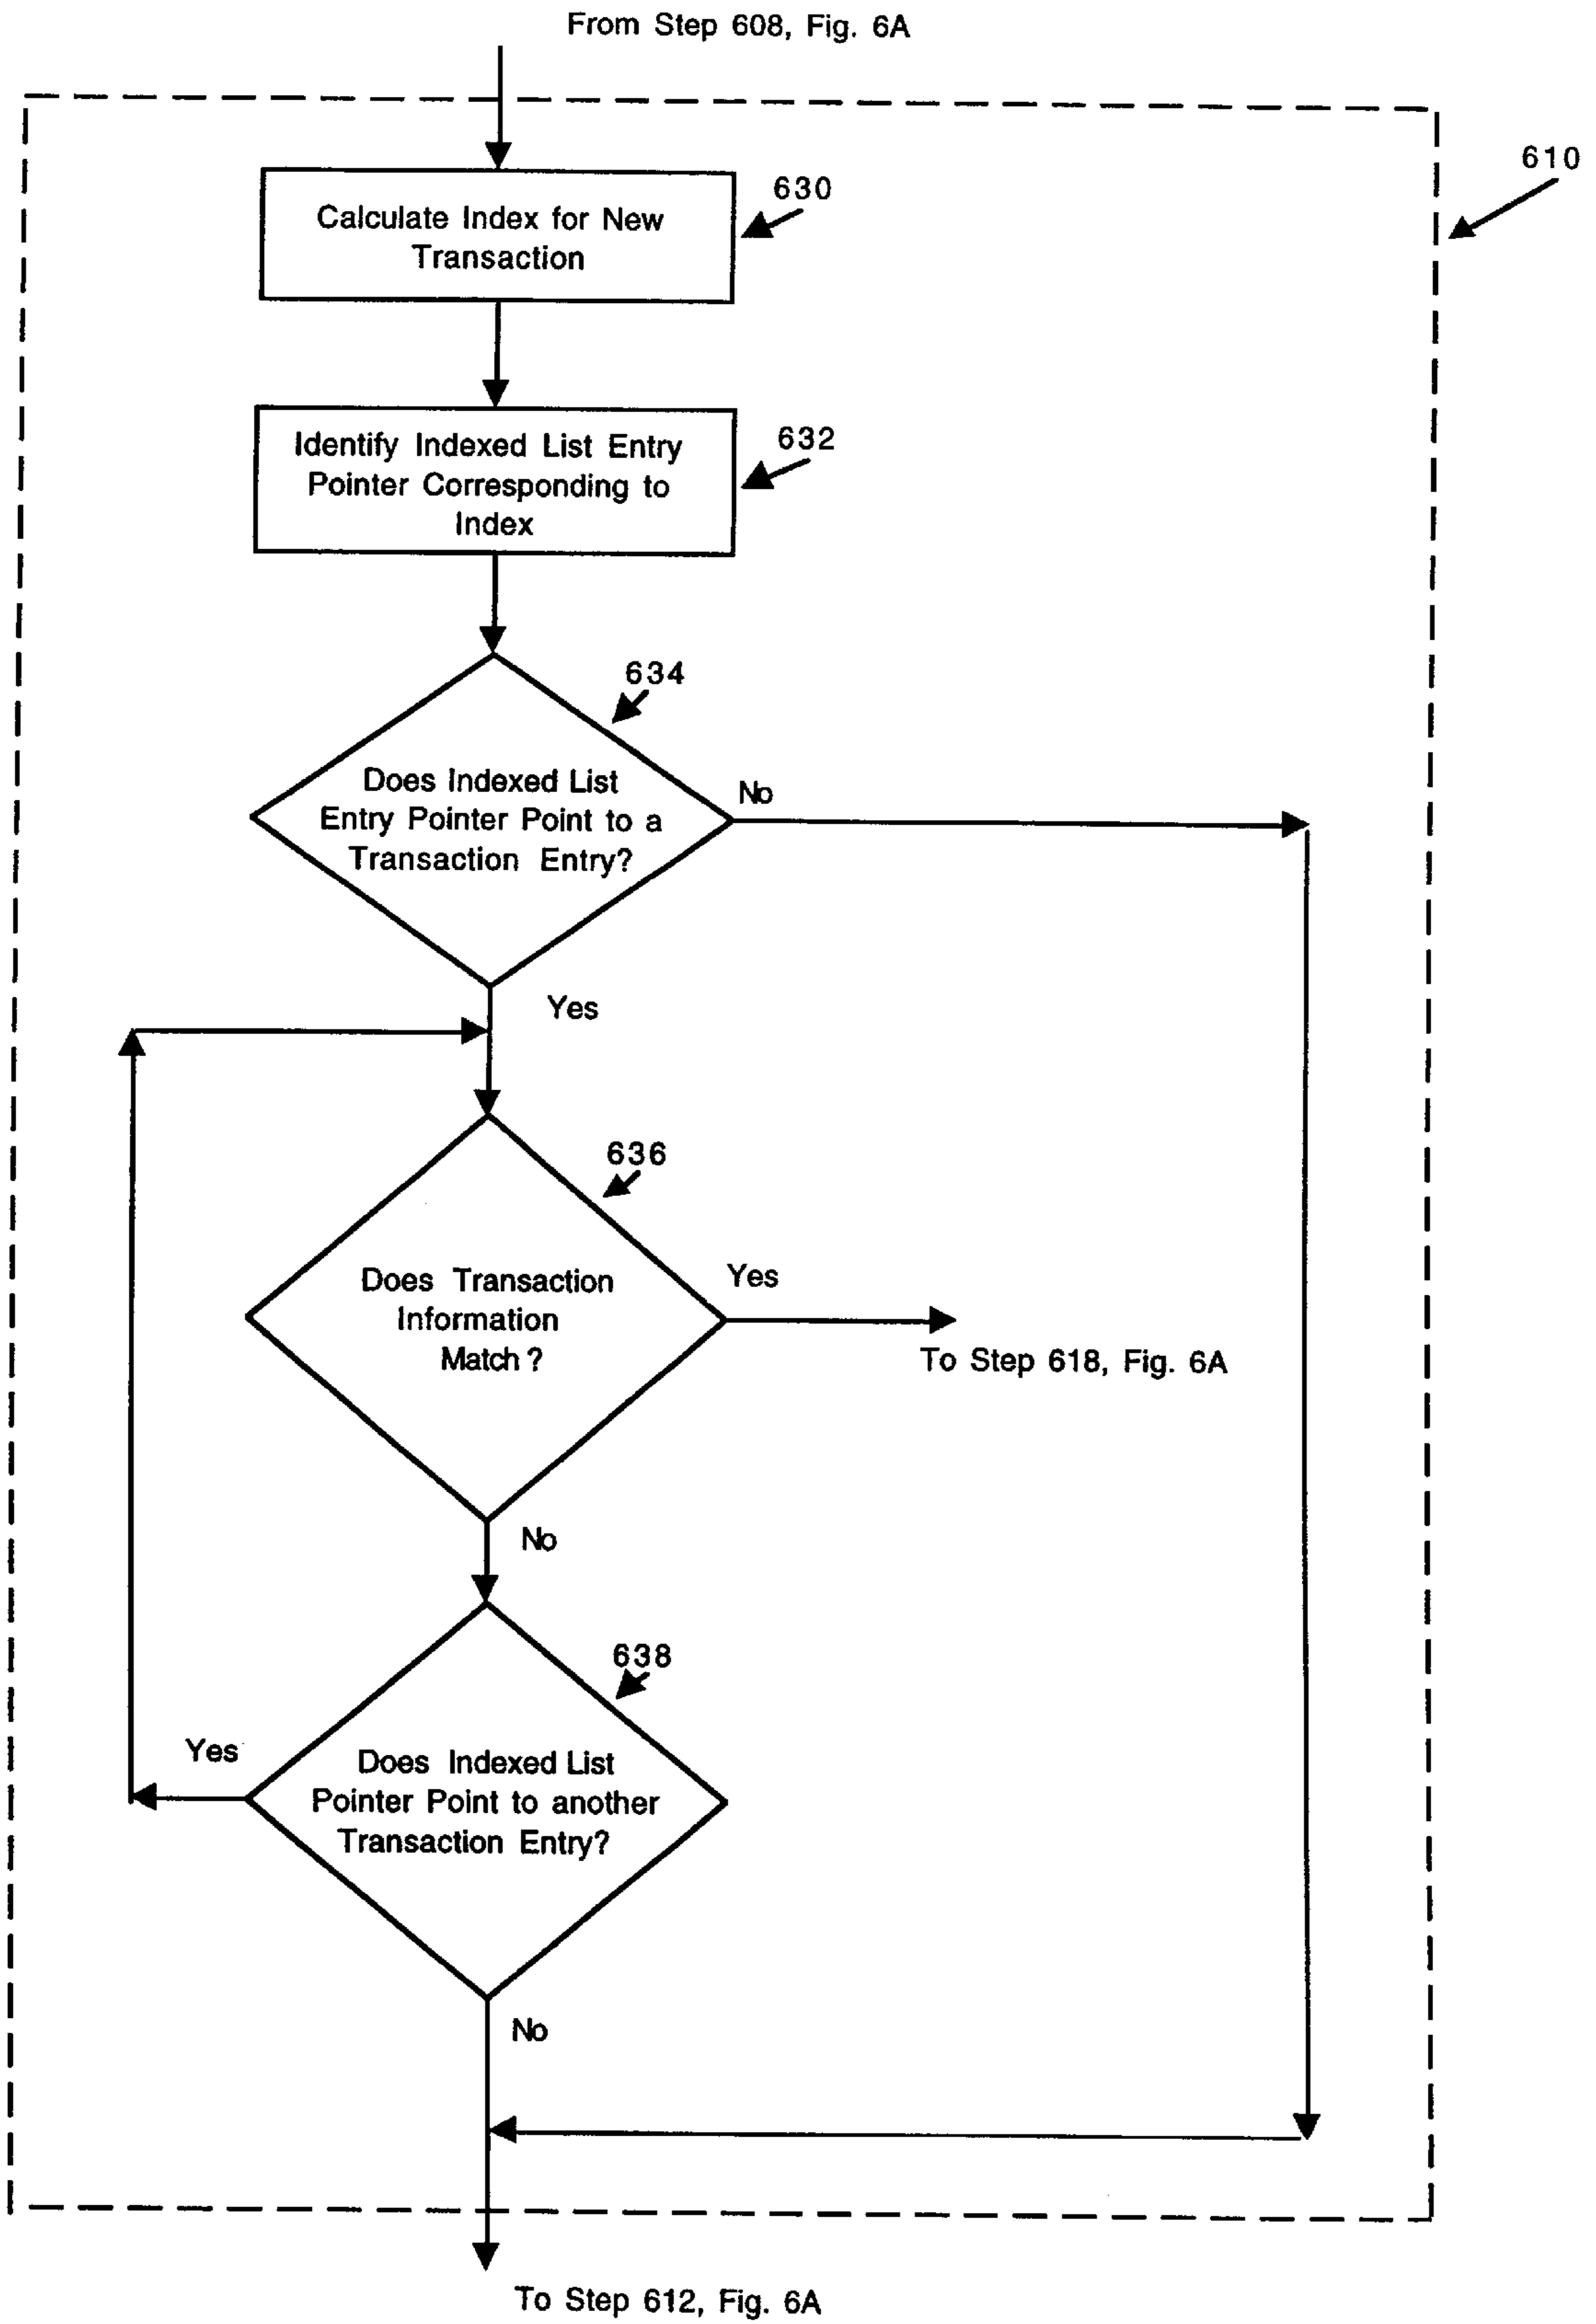 From Step 608, Fig. 6A
610
630
Calculate Index for New
Transaction
632
Identify Indexed List Entry
Pointer Corresponding to
Index
634
Does Indexed List
Entry Pointer Point to a
Transaction Entry?
No
Yes
636
Does Transaction
Information
Match?
Yes
To Step 618, Fig. 6A
No
638
Does Indexed List
Pointer Point to another
Transaction Entry?
Yes
No
To Step 612, Fig. 6A